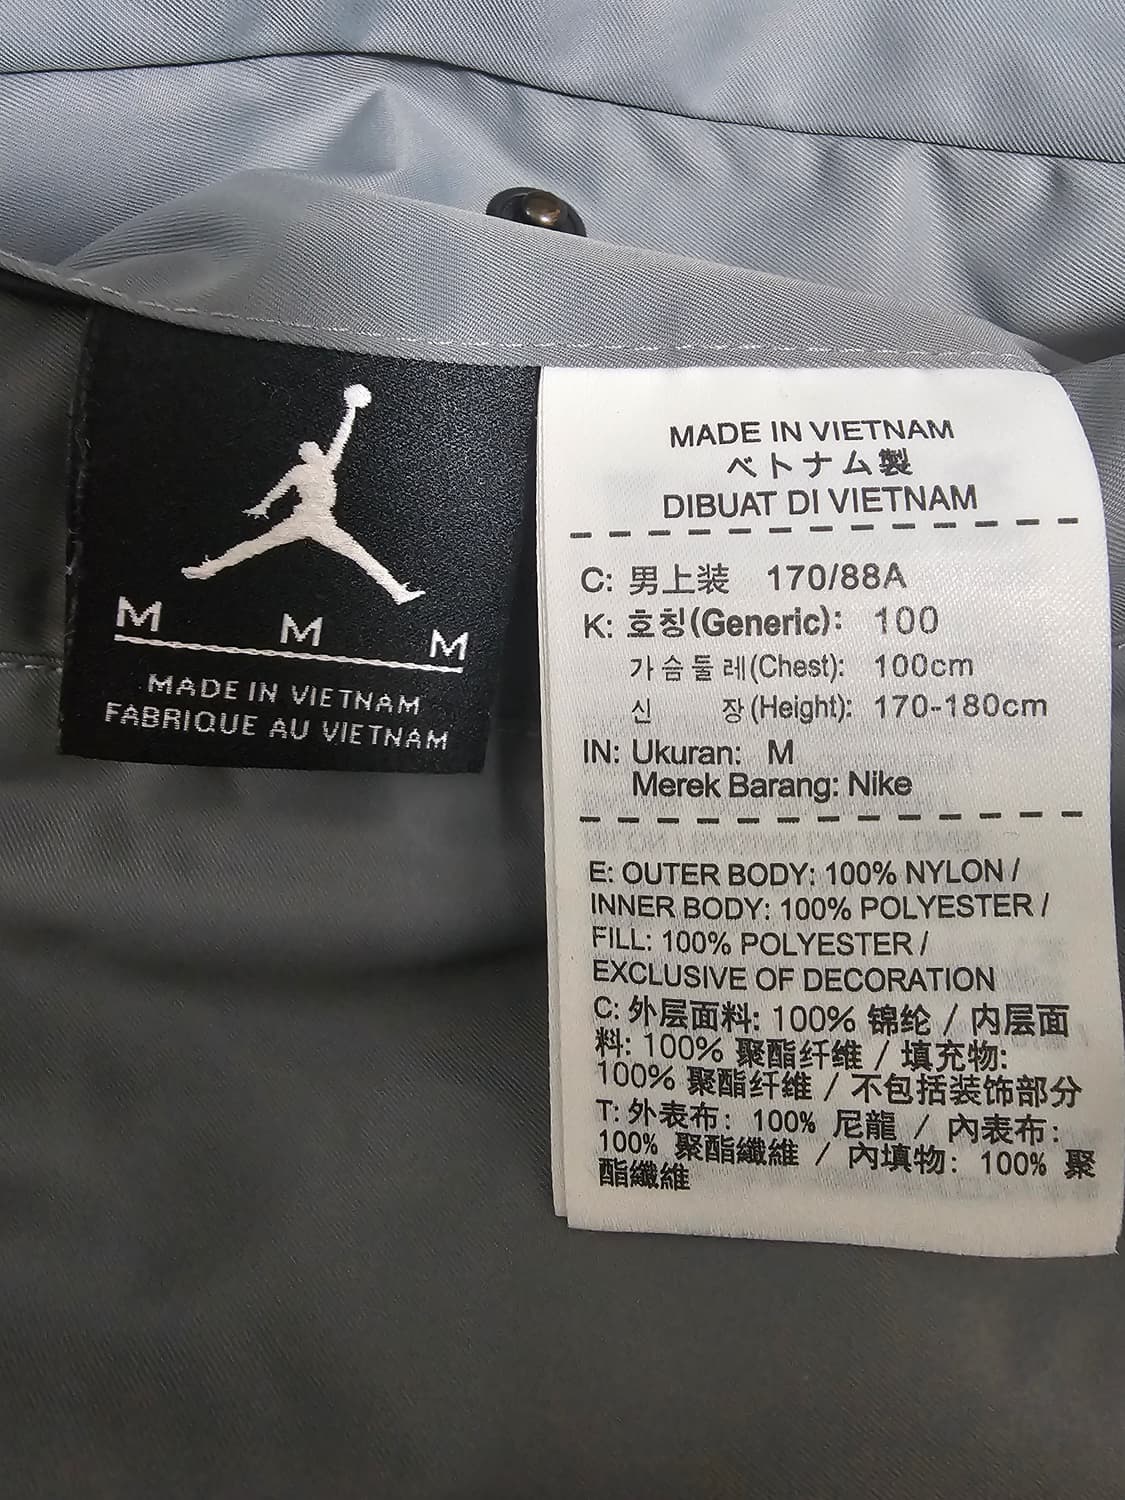 M M M
MADE IN VIETNAM
FABRIQUE AU VIETNAM
MADE IN VIETNAM
ベトナム製
DIBUAT DI VIETNAM
C: 男上装 170/88A
K: 호칭(Generic): 100
가슴둘레(Chest): 100cm
신 장(Height): 170-180cm
IN: Ukuran: M
Merek Barang: Nike
E: OUTER BODY: 100% NYLON /
INNER BODY: 100% POLYESTER /
FILL: 100% POLYESTER /
EXCLUSIVE OF DECORATION
C: 外层面料: 100% 锦纶 / 内层面
料: 100% 聚酯纤维 / 填充物:
100% 聚酯纤维 / 不包括装饰部分
T: 外表布: 100% 尼龍 / 內表布:
100% 聚酯纖維 / 內填物: 100% 聚
酯纖維